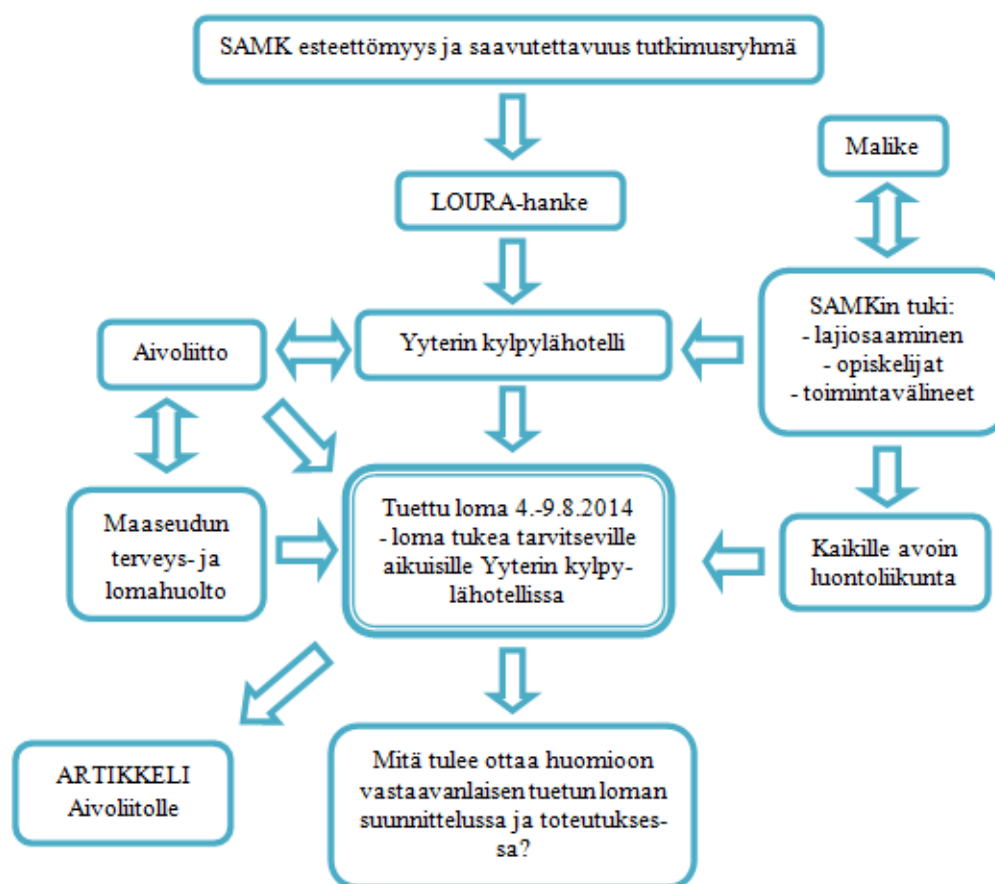 SAMK esteettömyys ja saavutettavuus tutkimusryhmä
Malike
LOURA-hanke
SAMKin tuki:
- lajiosaaminen
- opiskelijat
- toimintavälineet
Aivoliitto
Yyterin kylpylähotelli
Maaseudun
terveys- ja
lomahuolto
Tuettu loma 4.-9.8.2014
- loma tukea tarvitseville
aikuisille Yyterin kylpy-
lähotellissa
Kaikille avoin
luontoliikunta
ARTIKKELI
Aivoliitolle
Mitä tulee ottaa huomioon
vastaavanlaisen tuetun loman
suunnittelussa ja toteutukses-
sa?